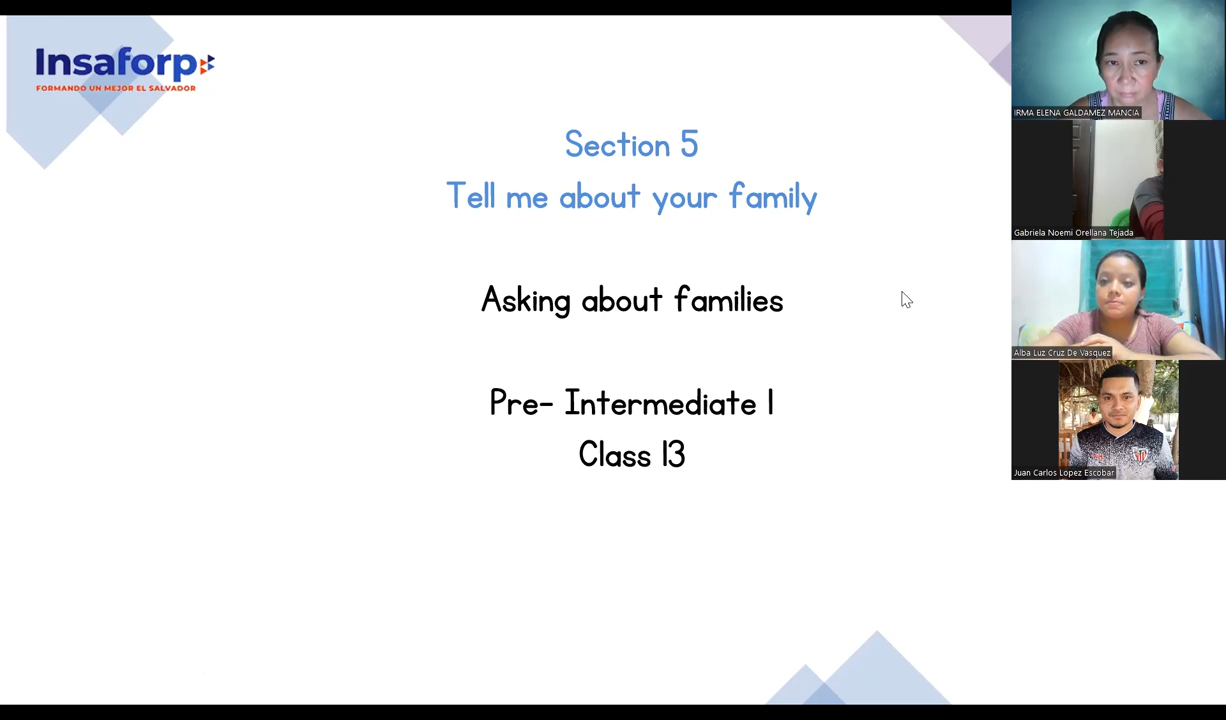 Insaforp
FORMANDO UN MEJOR EL SALVADOR
Section 5
Tell me about your family
Asking about families
Pre- Intermediate 1
Class 13
IRMA ELENA GALDAMEZ MANCIA
Gabriela Noemi Orellana Tejada
Alba Luz Cruz De Vasquez
Juan Carlos Lopez Escobar